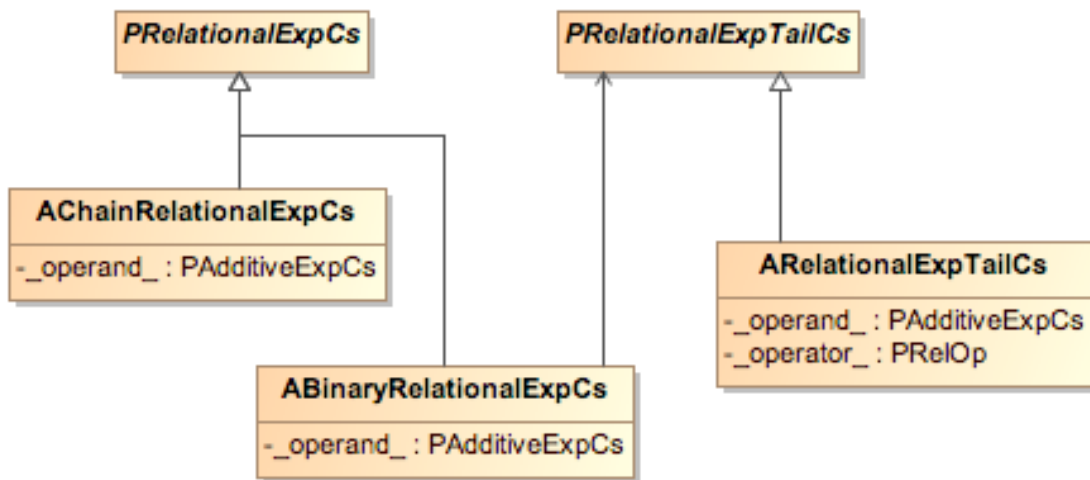 PRelationalExpCs
PRelationalExpTailCs
AChainRelationalExpCs
-_operand_ : PAdditiveExpCs
ARelationalExpTailCs
-_operand_ : PAdditiveExpCs
-_operator_ : PRelOp
ABinaryRelationalExpCs
-_operand_ : PAdditiveExpCs